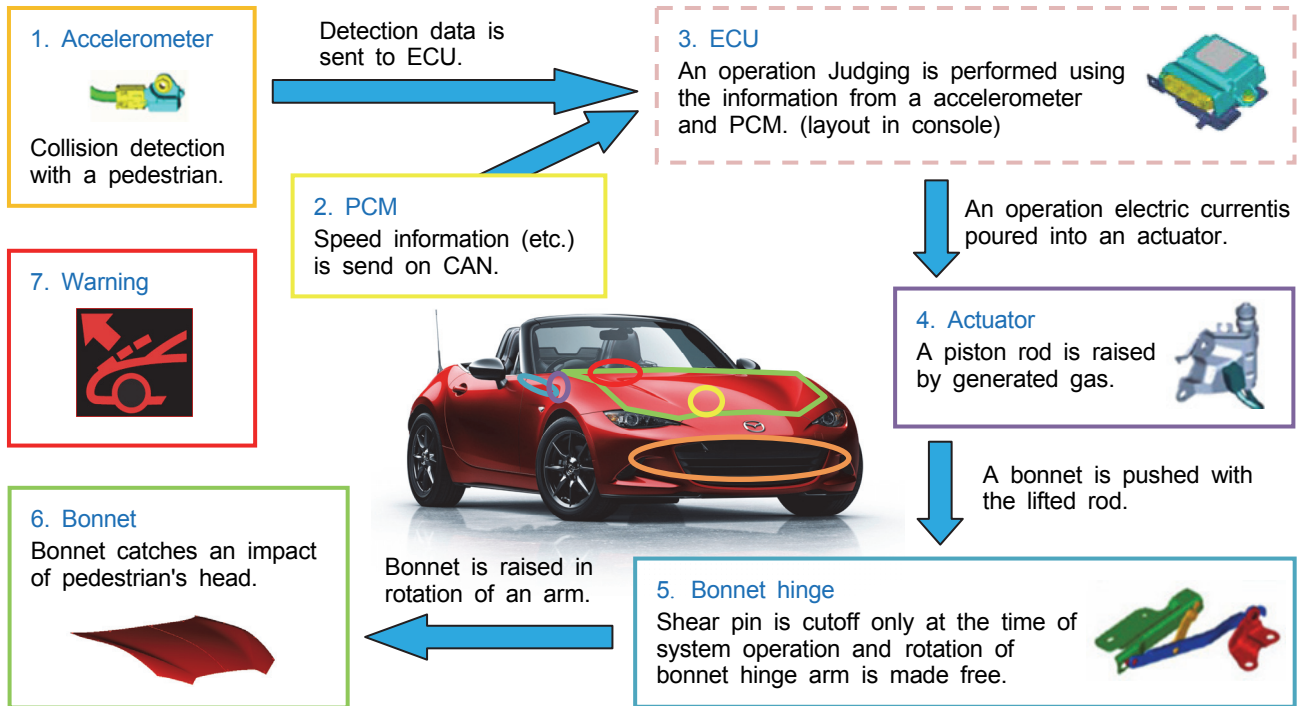 1. Accelerometer
Collision detection
with a pedestrian.
Detection data is
sent to ECU.
2. PCM
Speed information (etc.)
is send on CAN.
3. ECU
An operation Judging is performed using
the information from a accelerometer
and PCM. (layout in console)
An operation electric currentis
poured into an actuator.
4. Actuator
A piston rod is raised
by generated gas.
A bonnet is pushed with
the lifted rod.
5. Bonnet hinge
Shear pin is cutoff only at the time of
system operation and rotation of
bonnet hinge arm is made free.
Bonnet is raised in
rotation of an arm.
6. Bonnet
Bonnet catches an impact
of pedestrian's head.
7. Warning